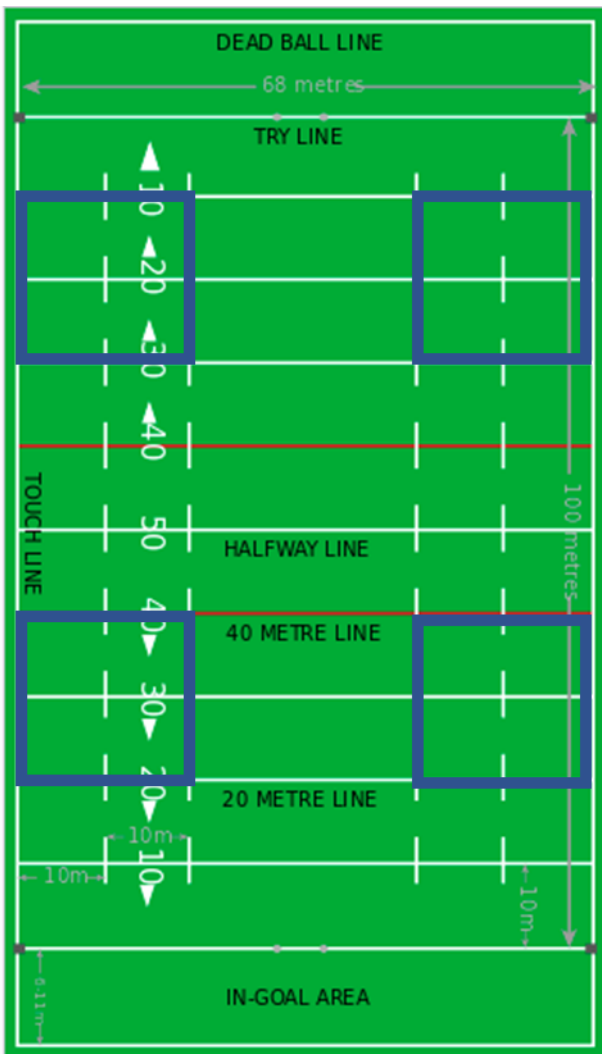 DEAD BALL LINE
68 metres
TRY LINE
10
20
30
40
TOUCH LINE
50
HALFWAY LINE
100 metres
40
40 METRE LINE
30
20
20 METRE LINE
10m
10
10m
10m
IN-GOAL AREA